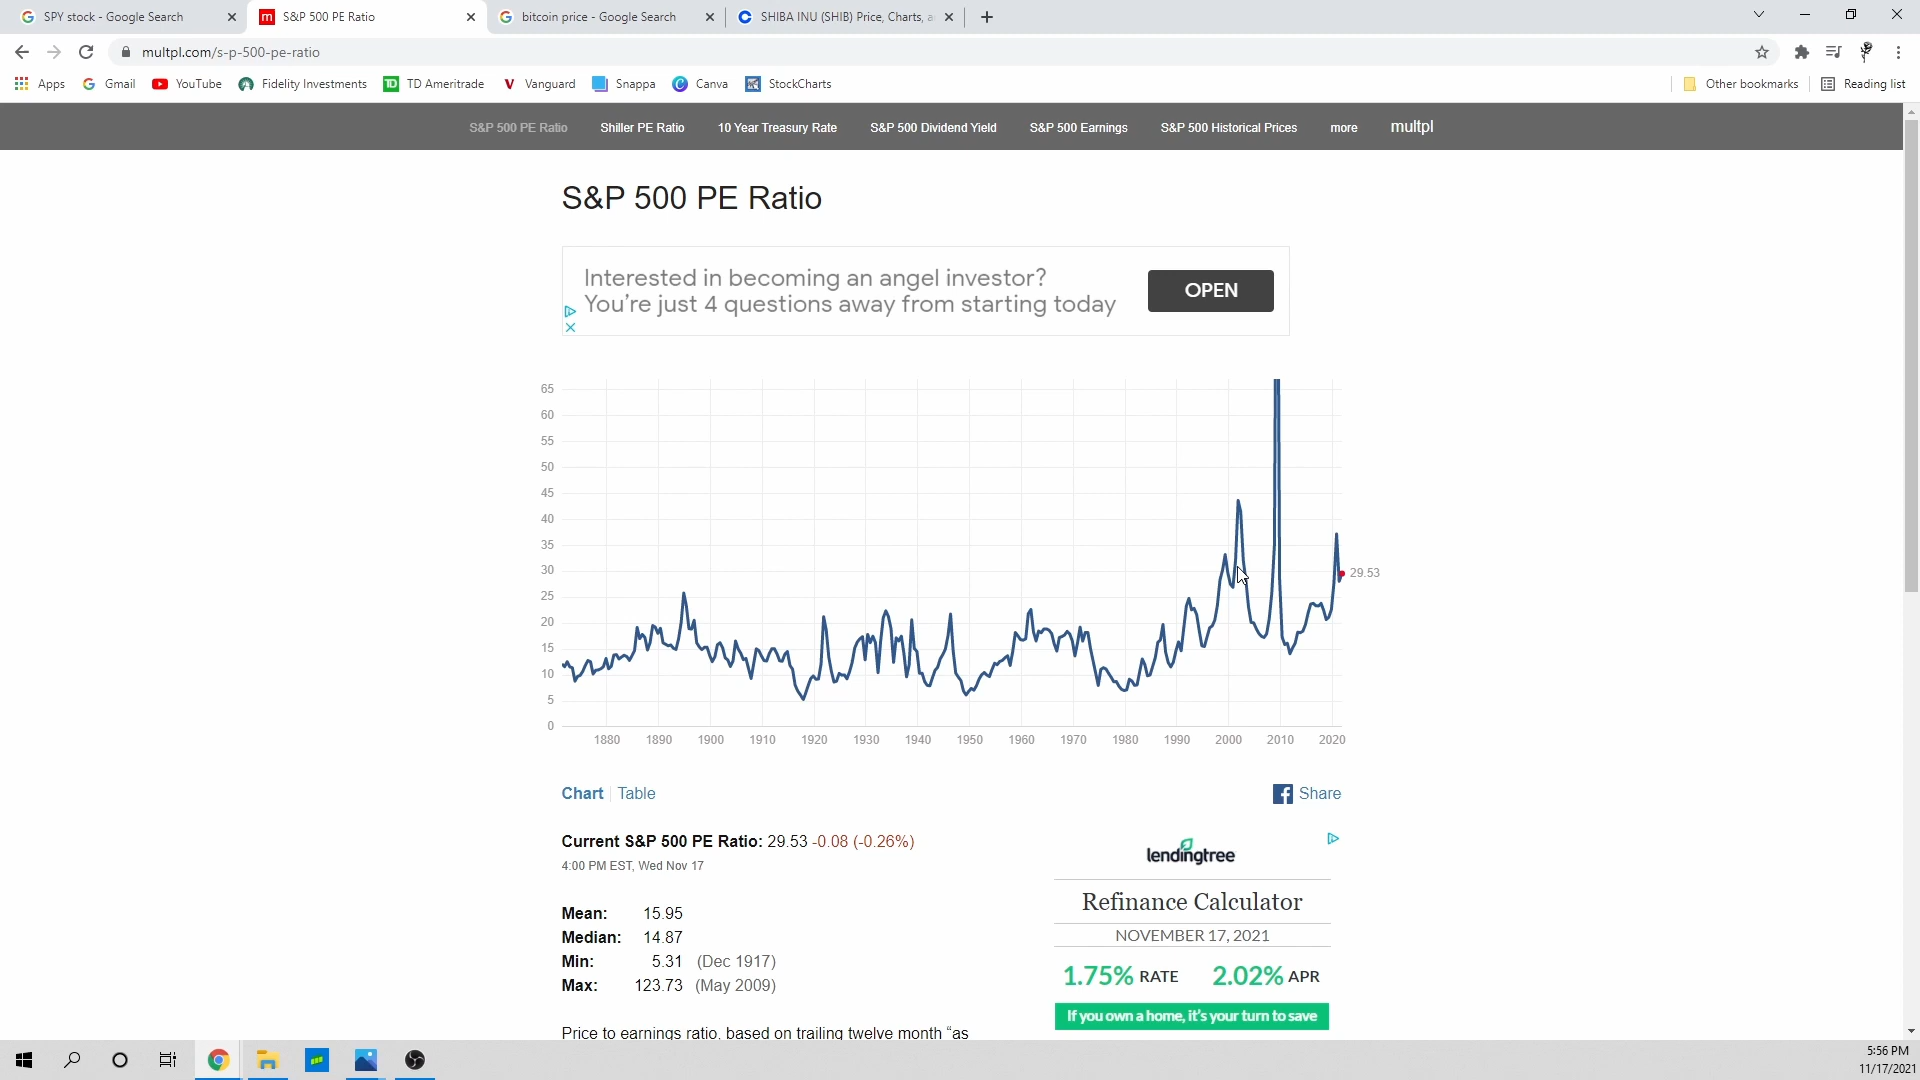 SPY stock - Google Search
S&P 500 PE Ratio
bitcoin price - Google Search
SHIBA INU (SHIB) Price, Charts, a
multpl.com/s-p-500-pe-ratio
Apps
Gmail
YouTube
Fidelity Investments
TD Ameritrade
Vanguard
Snappa
Canva
StockCharts
Other bookmarks
Reading list
S&P 500 PE Ratio
Shiller PE Ratio
10 Year Treasury Rate
S&P 500 Dividend Yield
S&P 500 Earnings
S&P 500 Historical Prices
more
multpl
S&P 500 PE Ratio
Interested in becoming an angel investor?
You're just 4 questions away from starting today
OPEN
65
60
55
50
45
40
35
30
25
20
15
10
5
0
29.53
1880 1890 1900 1910 1920 1930 1940 1950 1960 1970 1980 1990 2000 2010 2020
Chart | Table
Share
Current S&P 500 PE Ratio: 29.53 -0.08 (-0.26%)
4:00 PM EST, Wed Nov 17
Mean: 15.95
Median: 14.87
Min: 5.31 (Dec 1917)
Max: 123.73 (May 2009)
Price to earnings ratio, based on trailing twelve month “as
lendingtree
Refinance Calculator
NOVEMBER 17, 2021
1.75% RATE 2.02% APR
If you own a home, it's your turn to save
5:56 PM
11/17/2021